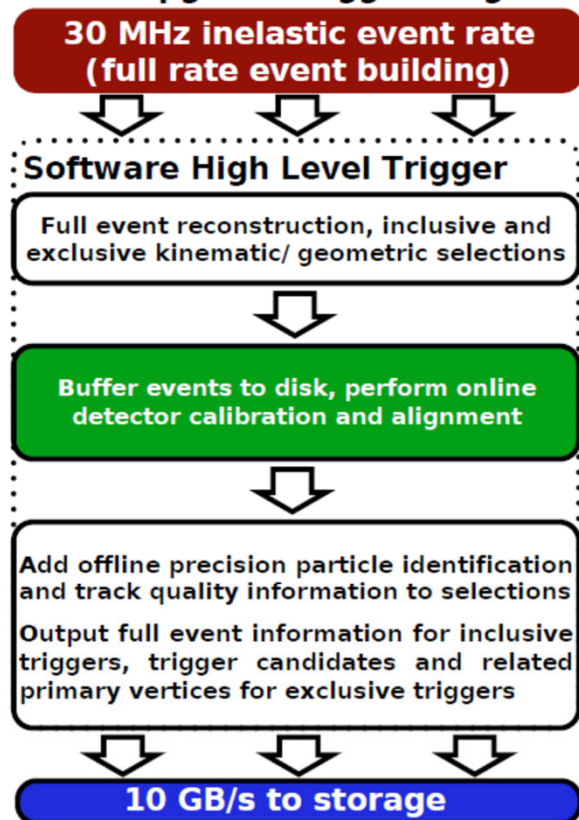 30 MHz inelastic event rate
(full rate event building)
Software High Level Trigger
Full event reconstruction, inclusive and
exclusive kinematic/ geometric selections
Buffer events to disk, perform online
detector calibration and alignment
Add offline precision particle identification
and track quality information to selections
Output full event information for inclusive
triggers, trigger candidates and related
primary vertices for exclusive triggers
10 GB/s to storage